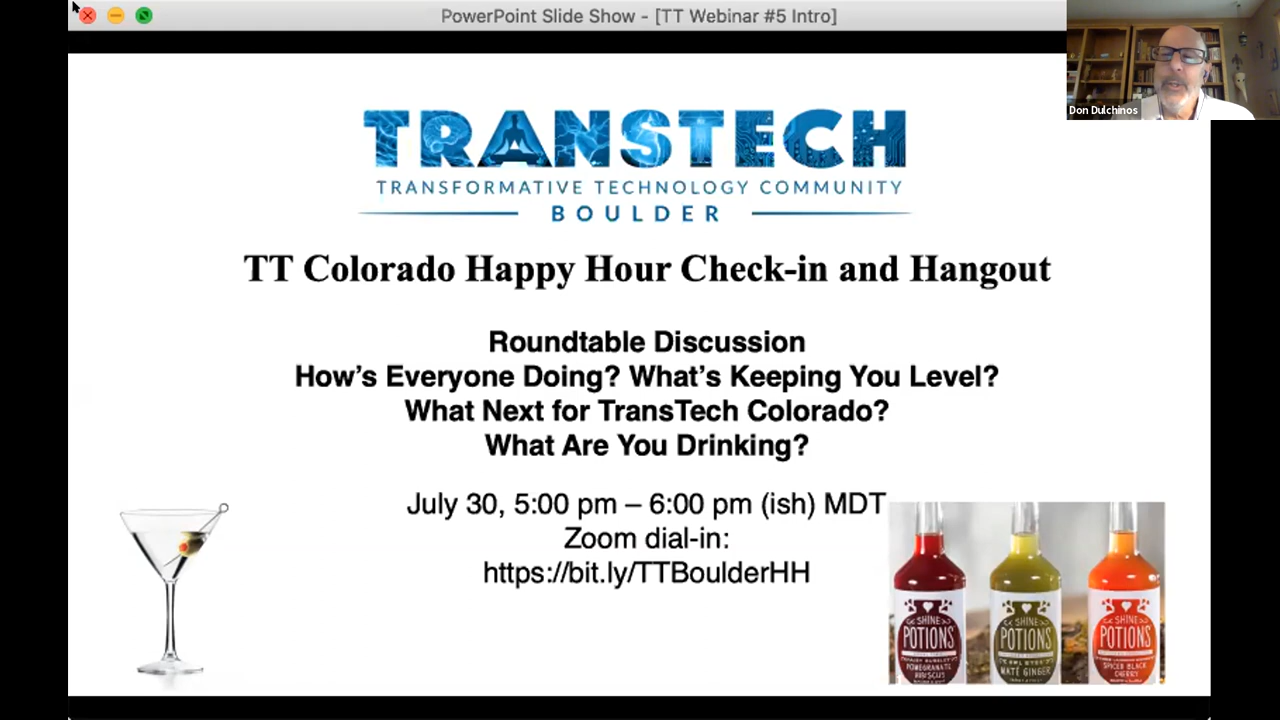 PowerPoint Slide Show - [TT Webinar #5 Intro]
Don Dulchinos
TRANSTECH
TRANSFORMATIVE TECHNOLOGY COMMUNITY
BOULDER
TT Colorado Happy Hour Check-in and Hangout
Roundtable Discussion
How's Everyone Doing? What's Keeping You Level?
What Next for TransTech Colorado?
What Are You Drinking?
July 30, 5:00 pm – 6:00 pm (ish) MDT
Zoom dial-in:
https://bit.ly/TTBoulderHH
SHINE
POTIONS
POMEGRANATE
HIBISCUS
SHINE
POTIONS
MATE GINGER
SHINE
POTIONS
SPICED BLACK
CHERRY